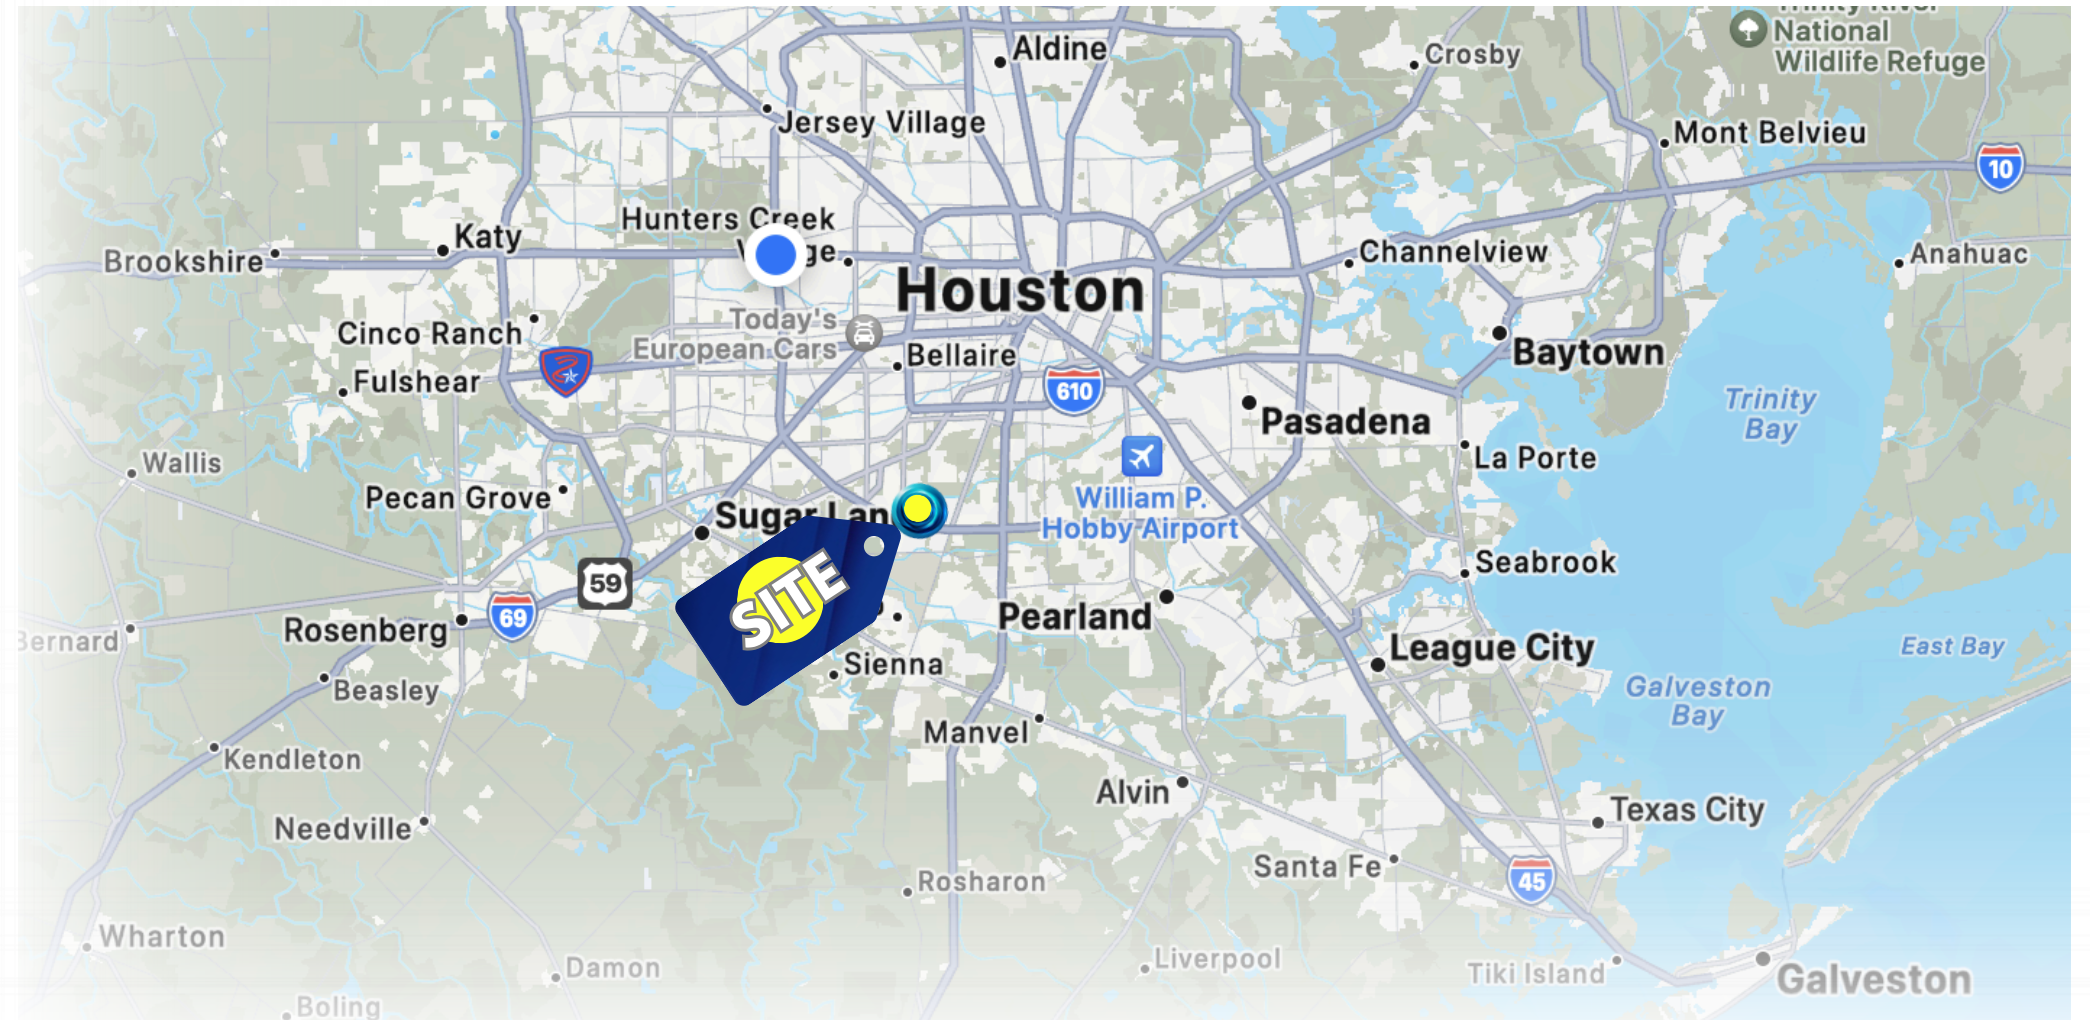 Aldine
Crosby
Trinity River
National
Wildlife Refuge
Jersey Village
Mont Belvieu
10
Hunters Creek
Katy
Brookshire
Channelview
Anahuac
Houston
Cinco Ranch
Today's
European Cars
Bellaire
Baytown
Fulshear
610
Trinity
Bay
Pasadena
La Porte
Wallis
Pecan Grove
William P.
Hobby Airport
Sugar Lan
Seabrook
59
SITE
69
Rosenberg
Pearland
Bernard
League City
East Bay
Sienna
Beasley
Galveston
Bay
Manvel
Kendleton
Alvin
Texas City
Needville
Santa Fe
45
Rosharon
Wharton
Damon
Liverpool
Tiki Island
Galveston
Boling